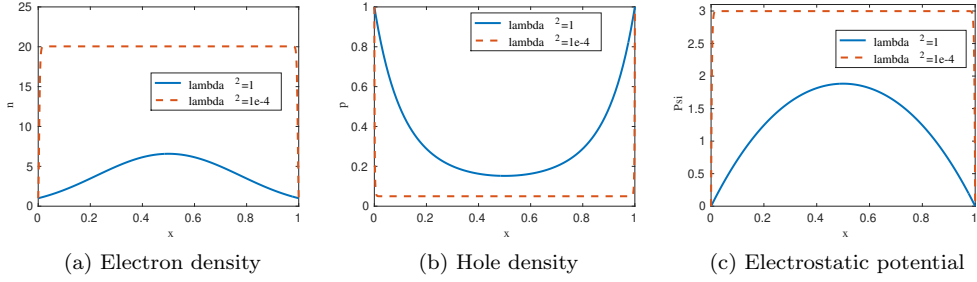 25
20
15
10
5
0
n
lambda ²=1
lambda ²=1e-4
0 0.2 0.4 0.6 0.8 1
x
(a) Electron density
1
0.8
0.6
0.4
0.2
0
p
lambda ²=1
lambda ²=1e-4
0 0.2 0.4 0.6 0.8 1
x
(b) Hole density
3
2.5
2
1.5
1
0.5
0
Psi
lambda ²=1
lambda ²=1e-4
0 0.2 0.4 0.6 0.8 1
x
(c) Electrostatic potential